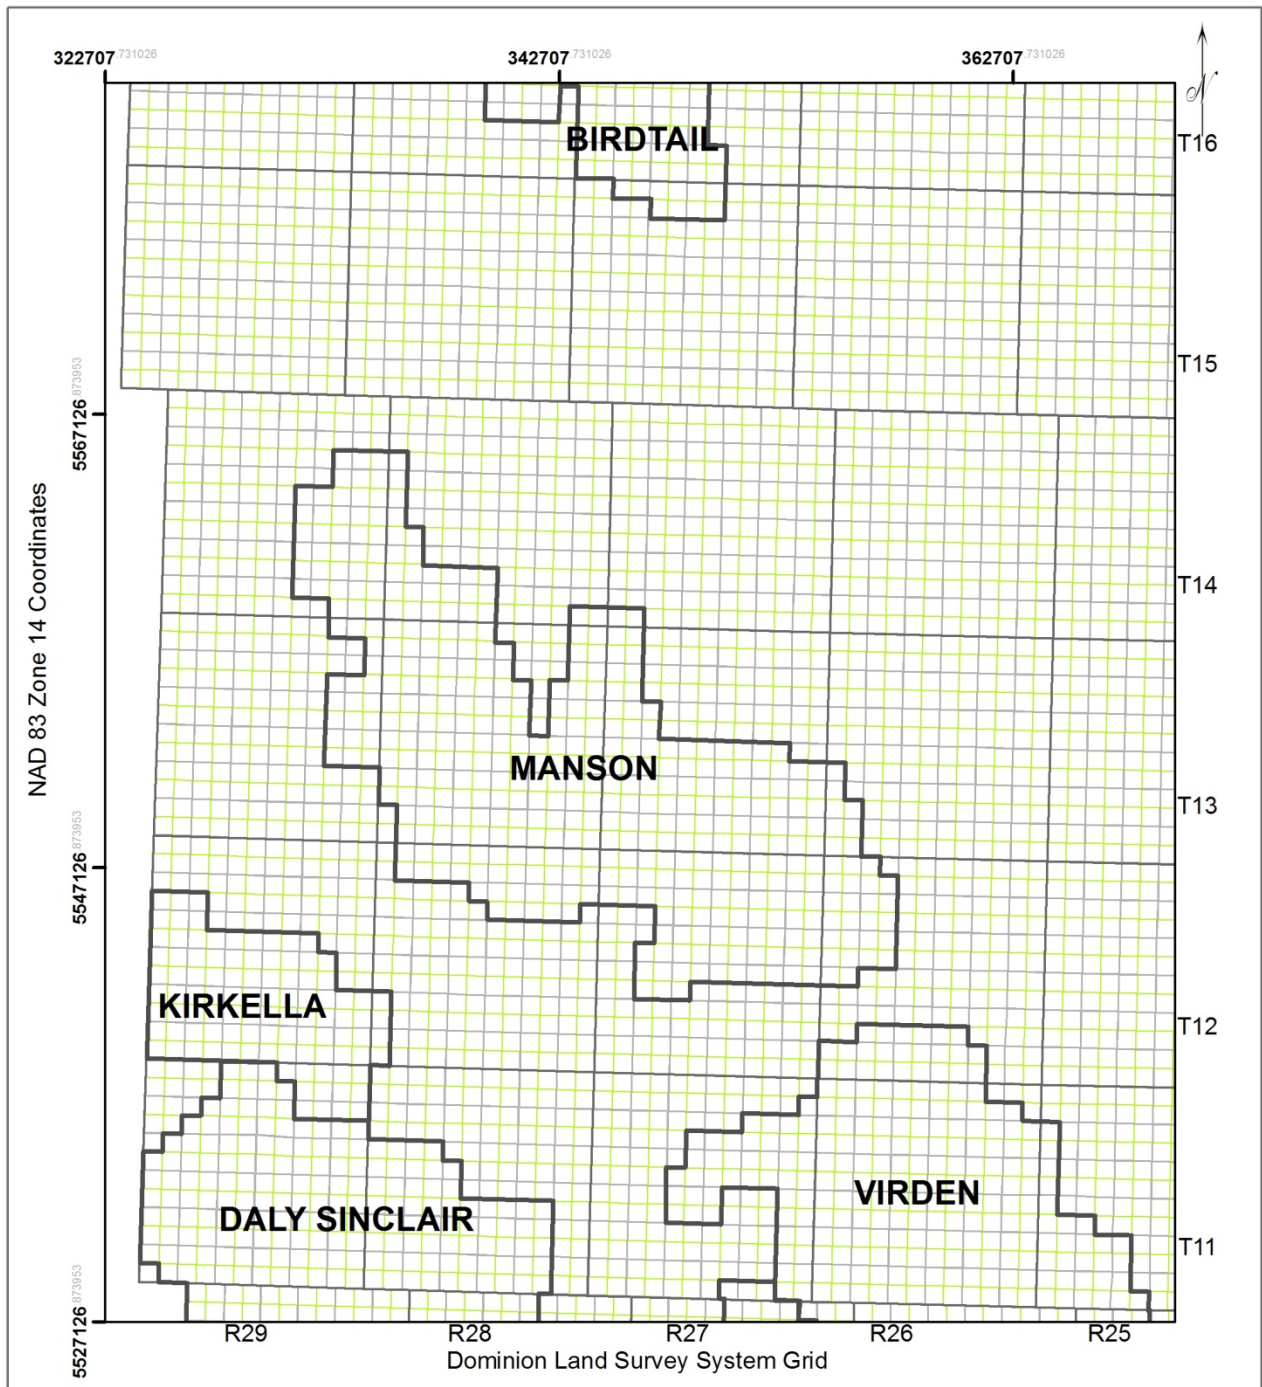 322707.731026
342707.731026
362707.731026
N
BIRDTAIL
T16
T15
5567126.873953
T14
NAD 83 Zone 14 Coordinates
MANSON
T13
5547126.873953
KIRKELLA
T12
VIRDEN
DALY SINCLAIR
T11
5527126.873953
R29
R28
R27
R26
R25
Dominion Land Survey System Grid